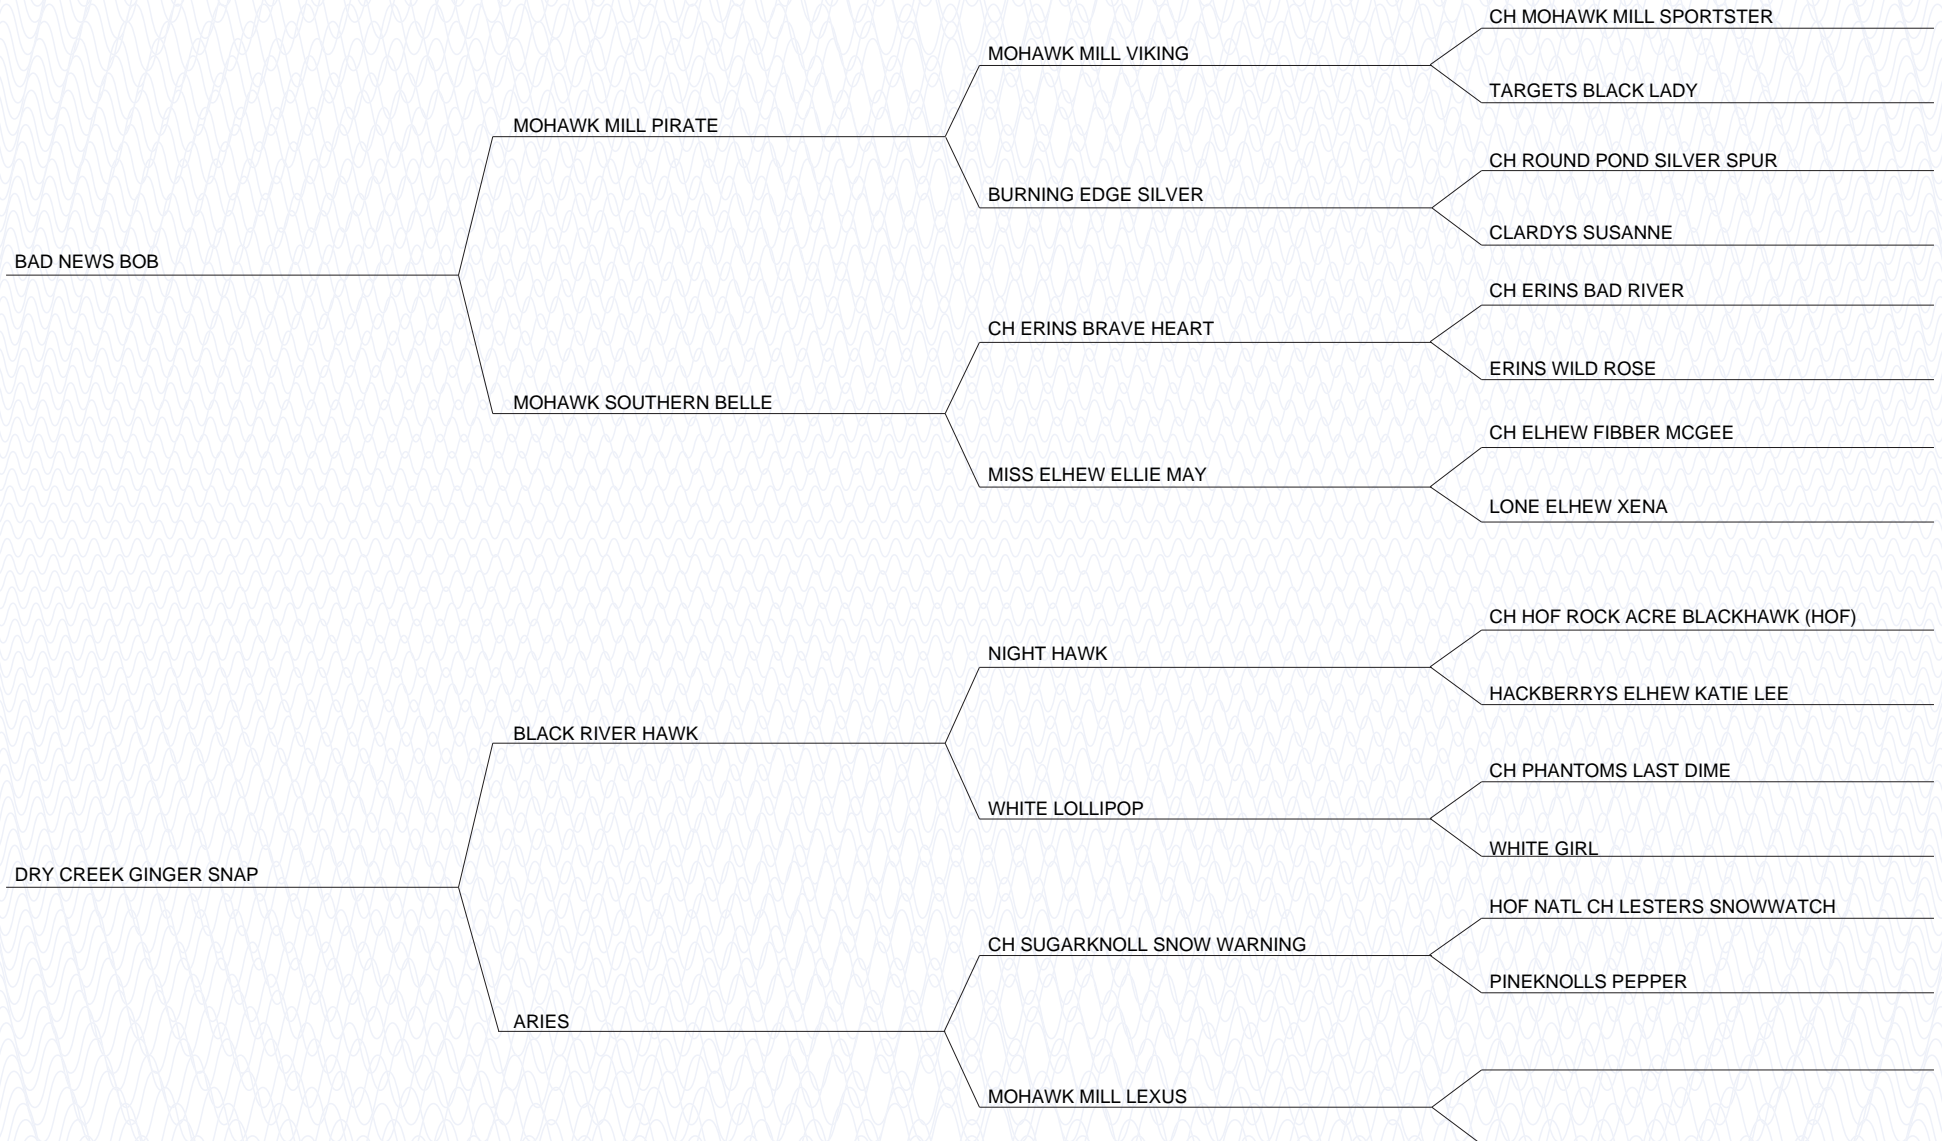 CH MOHAWK MILL SPORTSTER
MOHAWK MILL VIKING
TARGETS BLACK LADY
MOHAWK MILL PIRATE
CH ROUND POND SILVER SPUR
BURNING EDGE SILVER
CLARDYS SUSANNE
BAD NEWS BOB
CH ERINS BAD RIVER
CH ERINS BRAVE HEART
ERINS WILD ROSE
MOHAWK SOUTHERN BELLE
CH ELHEW FIBBER MCGEE
MISS ELHEW ELLIE MAY
LONE ELHEW XENA
CH HOF ROCK ACRE BLACKHAWK (HOF)
NIGHT HAWK
HACKBERRYS ELHEW KATIE LEE
BLACK RIVER HAWK
CH PHANTOMS LAST DIME
WHITE LOLLIPOP
WHITE GIRL
DRY CREEK GINGER SNAP
HOF NATL CH LESTERS SNOWWATCH
CH SUGARKNOLL SNOW WARNING
PINEKNOLLS PEPPER
ARIES
MOHAWK MILL LEXUS